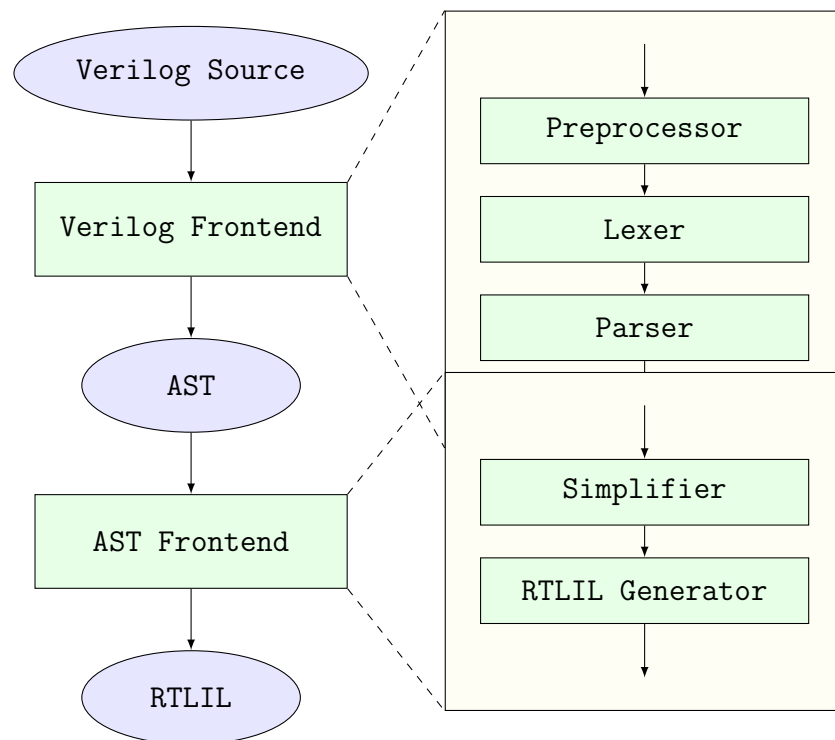 Verilog Source
Verilog Frontend
AST
AST Frontend
RTLIL
Preprocessor
Lexer
Parser
Simplifier
RTLIL Generator